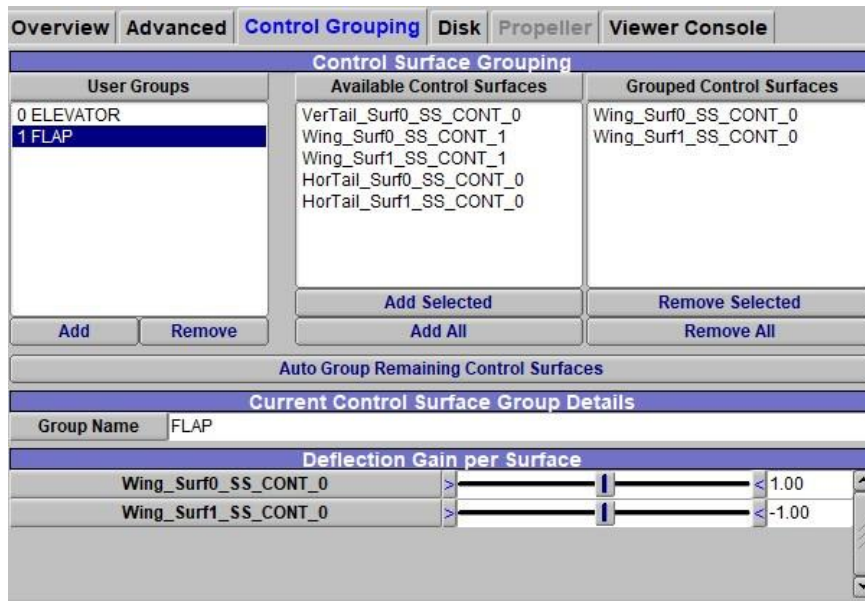 Overview Advanced Control Grouping Disk Propeller Viewer Console
Control Surface Grouping
User Groups Available Control Surfaces Grouped Control Surfaces
0 ELEVATOR VerTail_Surf0_SS_CONT_0 Wing_Surf0_SS_CONT_0
1 FLAP Wing_Surf0_SS_CONT_1 Wing_Surf1_SS_CONT_0
Wing_Surf1_SS_CONT_1
HorTail_Surf0_SS_CONT_0
HorTail_Surf1_SS_CONT_0
Add Selected Remove Selected
Add Remove Add All Remove All
Auto Group Remaining Control Surfaces
Current Control Surface Group Details
Group Name FLAP
Deflection Gain per Surface
Wing_Surf0_SS_CONT_0 > < 1.00
Wing_Surf1_SS_CONT_0 > < -1.00